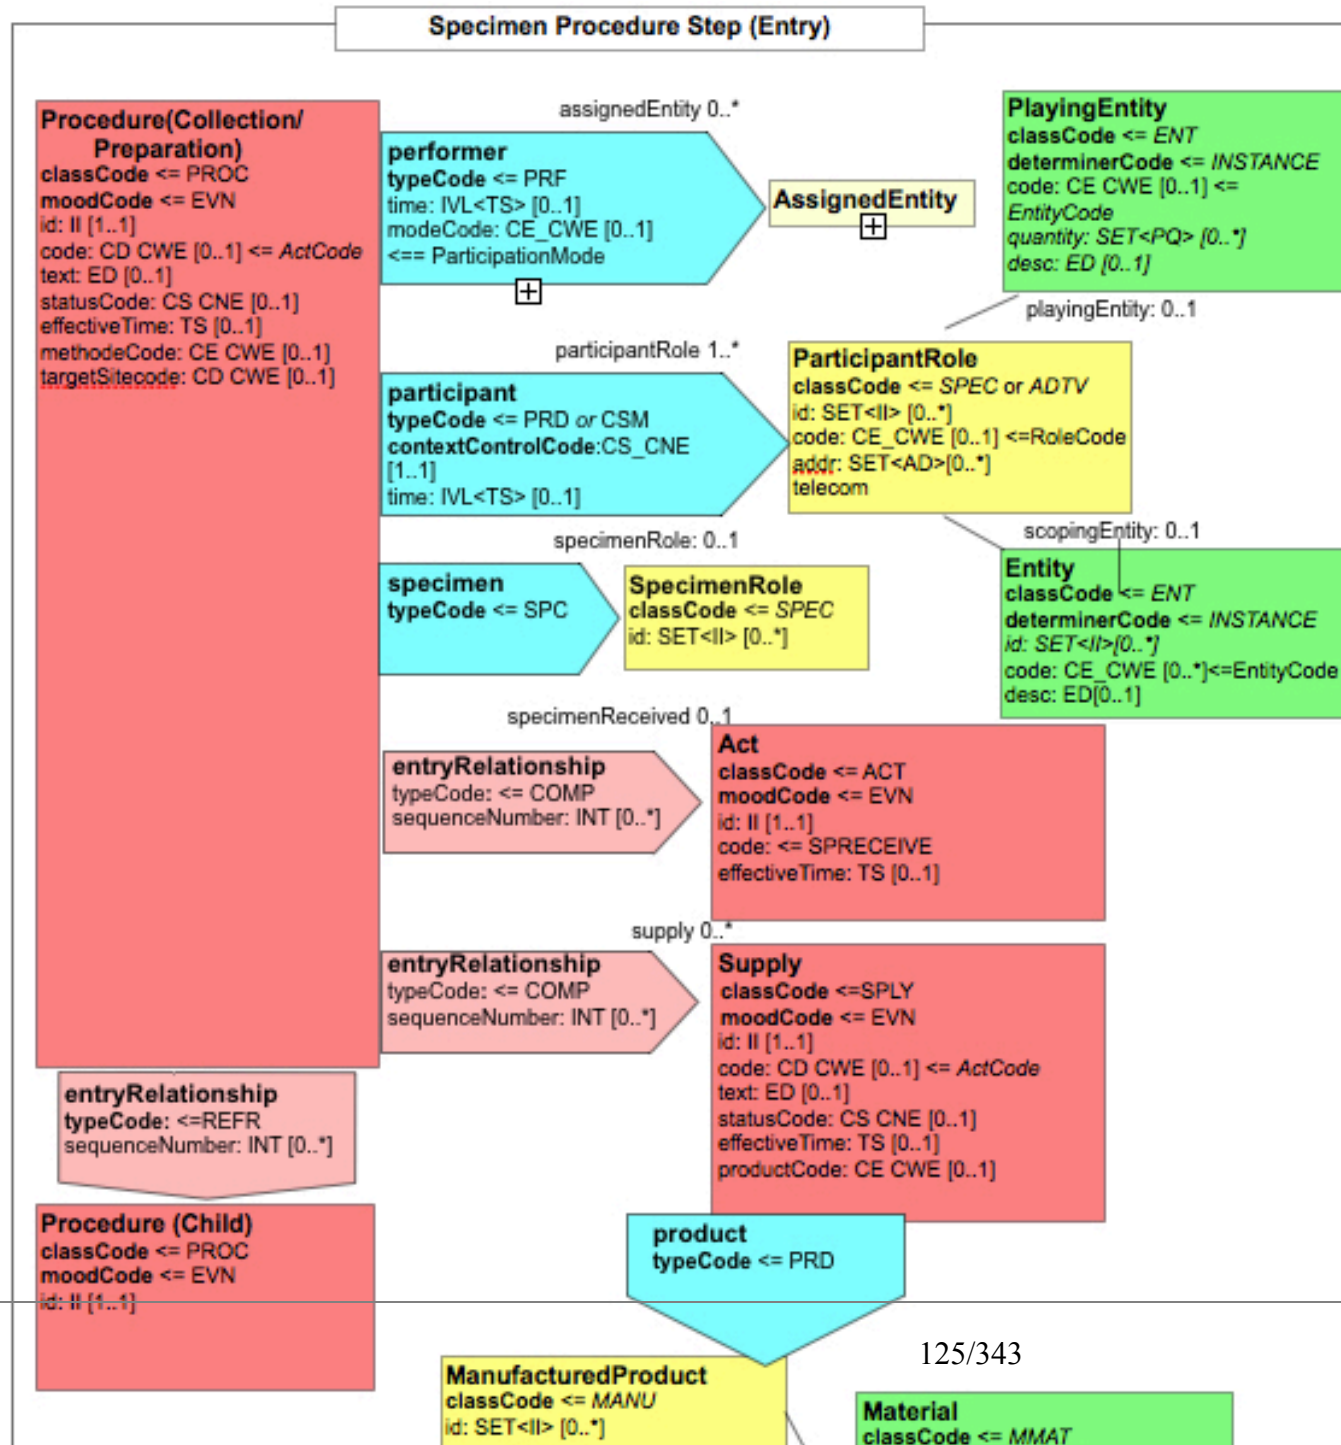 Specimen Procedure Step (Entry)
Procedure(Collection/
Preparation)
classCode <= PROC
moodCode <= EVN
id: II [1..1]
code: CD CWE [0..1] <= ActCode
text: ED [0..1]
statusCode: CS CNE [0..1]
effectiveTime: TS [0..1]
methodeCode: CE CWE [0..1]
targetSitecode: CD CWE [0..1]
assignedEntity 0..*
performer
typeCode <= PRF
time: IVL<TS> [0..1]
modeCode: CE_CWE [0..1]
<== ParticipationMode
AssignedEntity
PlayingEntity
classCode <= ENT
determinerCode <= INSTANCE
code: CE CWE [0..1] <=
EntityCode
quantity: SET<PQ> [0..*]
desc: ED [0..1]
playingEntity: 0..1
participantRole 1..*
participant
typeCode <= PRD or CSM
contextControlCode:CS_CNE
[1..1]
time: IVL<TS> [0..1]
ParticipantRole
classCode <= SPEC or ADTV
id: SET<II> [0..*]
code: CE_CWE [0..1] <=RoleCode
addr: SET<AD>[0..*]
telecom
scopingEntity: 0..1
Entity
classCode <= ENT
determinerCode <= INSTANCE
id: SET<II>[0..*]
code: CE_CWE [0..*]<=EntityCode
desc: ED[0..1]
specimenRole: 0..1
specimen
typeCode <= SPC
SpecimenRole
classCode <= SPEC
id: SET<II> [0..*]
specimenReceived 0..1
entryRelationship
typeCode: <= COMP
sequenceNumber: INT [0..*]
Act
classCode <= ACT
moodCode <= EVN
id: II [1..1]
code: <= SPRECEIVE
effectiveTime: TS [0..1]
supply 0..*
entryRelationship
typeCode: <= COMP
sequenceNumber: INT [0..*]
Supply
classCode <=SPLY
moodCode <= EVN
id: II [1..1]
code: CD CWE [0..1] <= ActCode
text: ED [0..1]
statusCode: CS CNE [0..1]
effectiveTime: TS [0..1]
productCode: CE CWE [0..1]
entryRelationship
typeCode: <=REFR
sequenceNumber: INT [0..*]
Procedure (Child)
classCode <= PROC
moodCode <= EVN
id: II [1..1]
product
typeCode <= PRD
125/343
ManufacturedProduct
classCode <= MANU
id: SET<II> [0..*]
Material
classCode <= MMAT